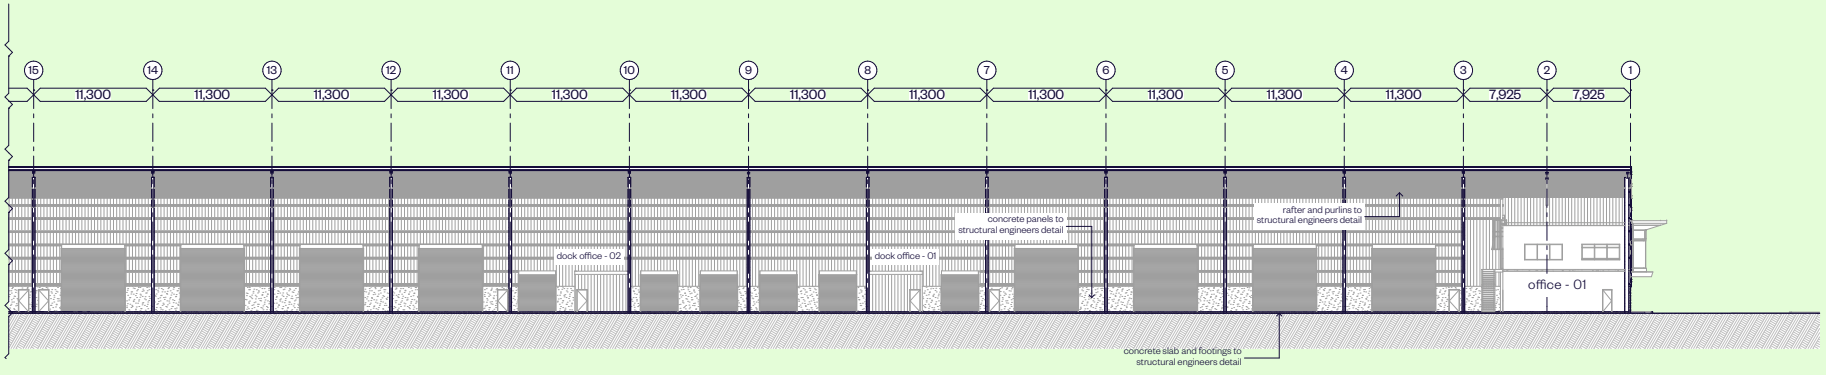 15 14 13 12 11 10 9 8 7 6 5 4 3 2 1
11,300 11,300 11,300 11,300 11,300 11,300 11,300 11,300 11,300 11,300 11,300 11,300 7,925 7,925
rafter and purlins to
structural engineers detail
concrete panels to
structural engineers detail
dock office - 02
dock office - 01
office - 01
concrete slab and footings to
structural engineers detail